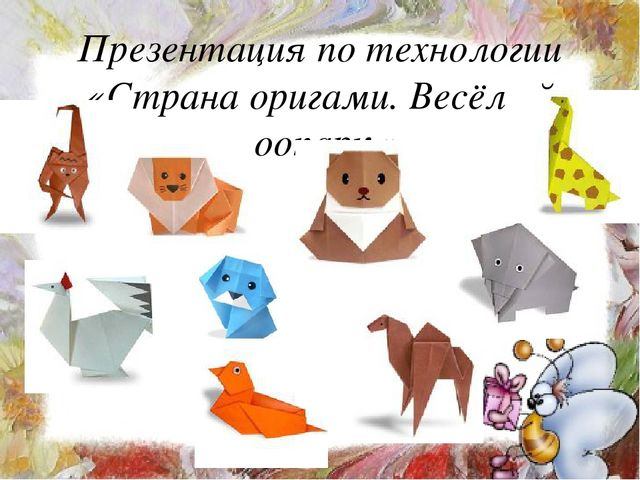 Презентация по технологии
«Страна оригами. Весёл й